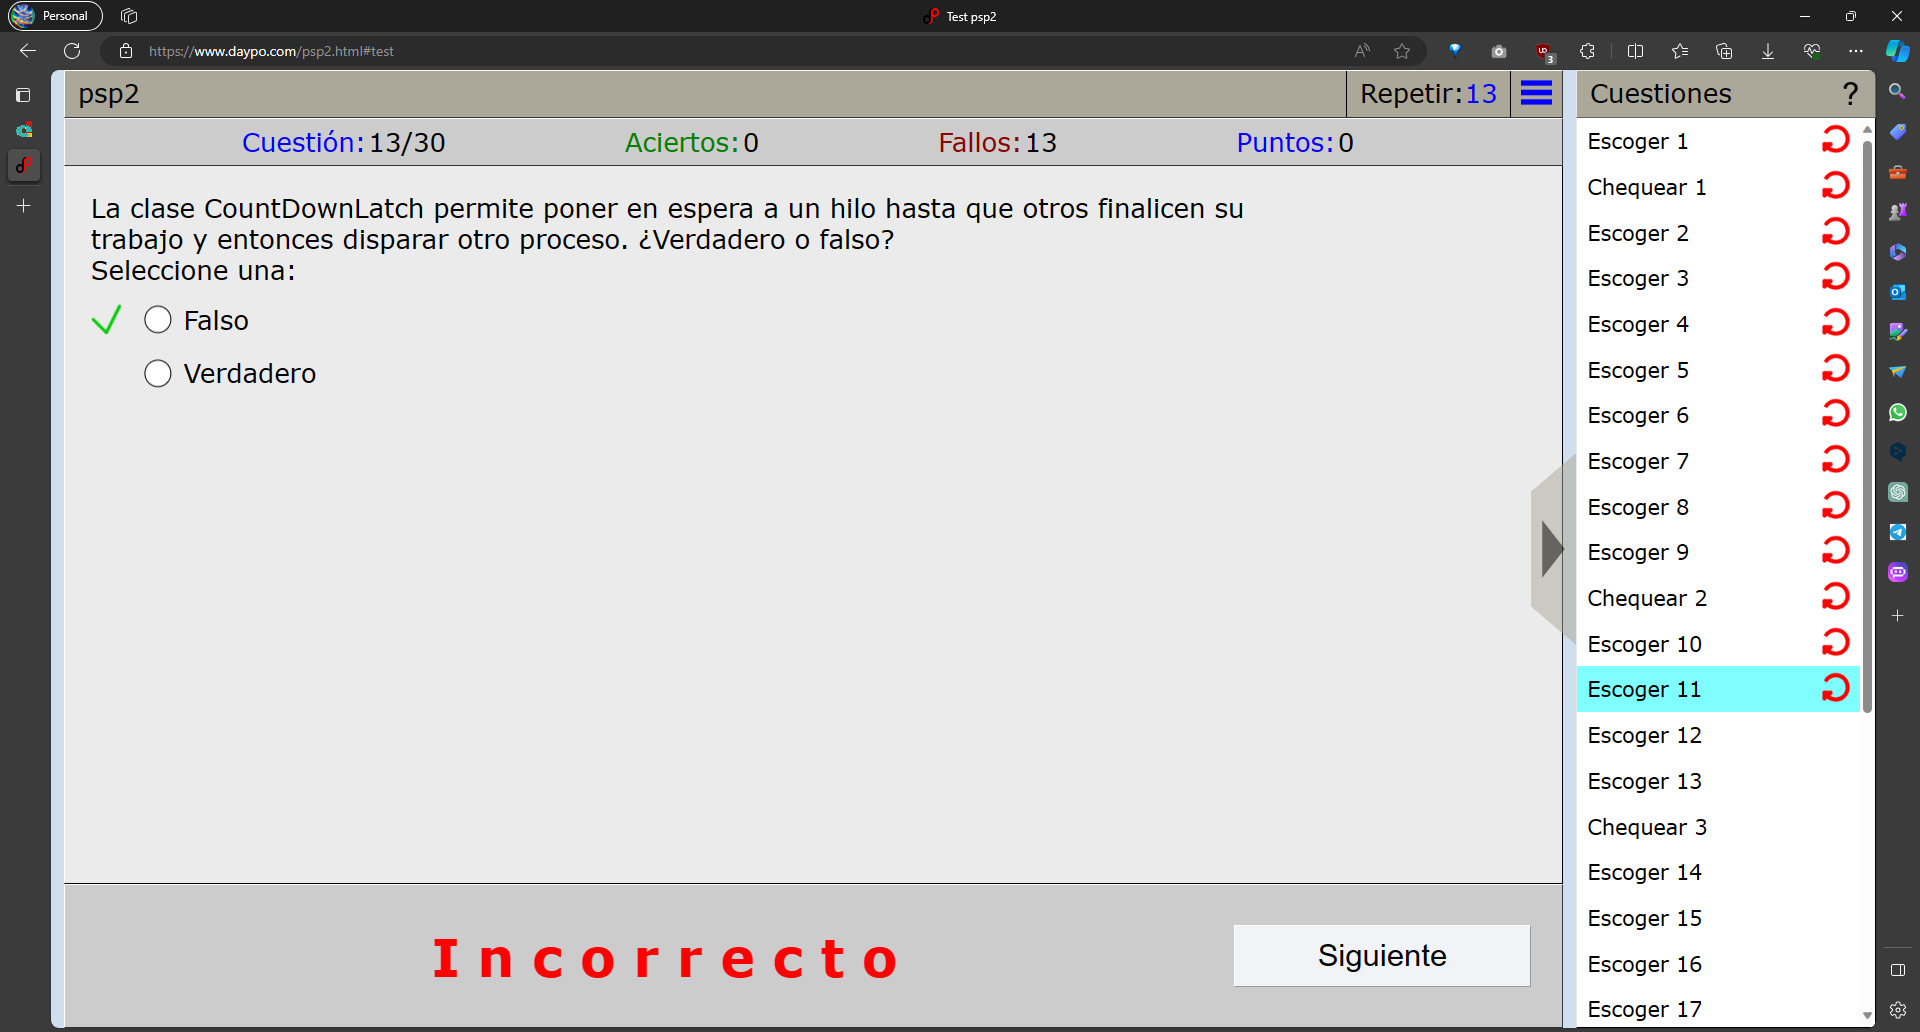 Personal
Test psp2
https://www.daypo.com/psp2.html#test
3
psp2
Repetir:13
Cuestiones ?
Cuestión:13/30 Aciertos:0 Fallos:13 Puntos:0
La clase CountDownLatch permite poner en espera a un hilo hasta que otros finalicen su
trabajo y entonces disparar otro proceso. ¿Verdadero o falso?
Seleccione una:
Falso
Verdadero
Incorrecto
Siguiente
Escoger 1
Chequear 1
Escoger 2
Escoger 3
Escoger 4
Escoger 5
Escoger 6
Escoger 7
Escoger 8
Escoger 9
Chequear 2
Escoger 10
Escoger 11
Escoger 12
Escoger 13
Chequear 3
Escoger 14
Escoger 15
Escoger 16
Escoger 17